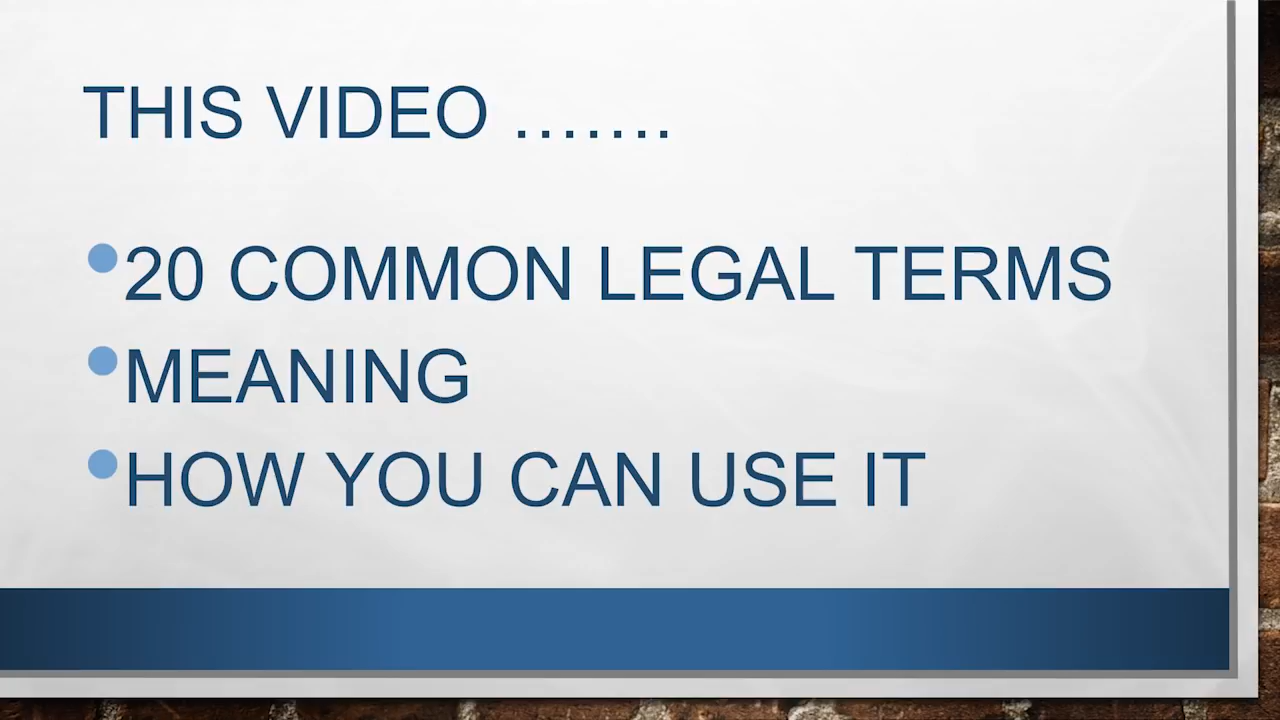 THIS VIDEO .......
•20 COMMON LEGAL TERMS
•MEANING
•HOW YOU CAN USE IT